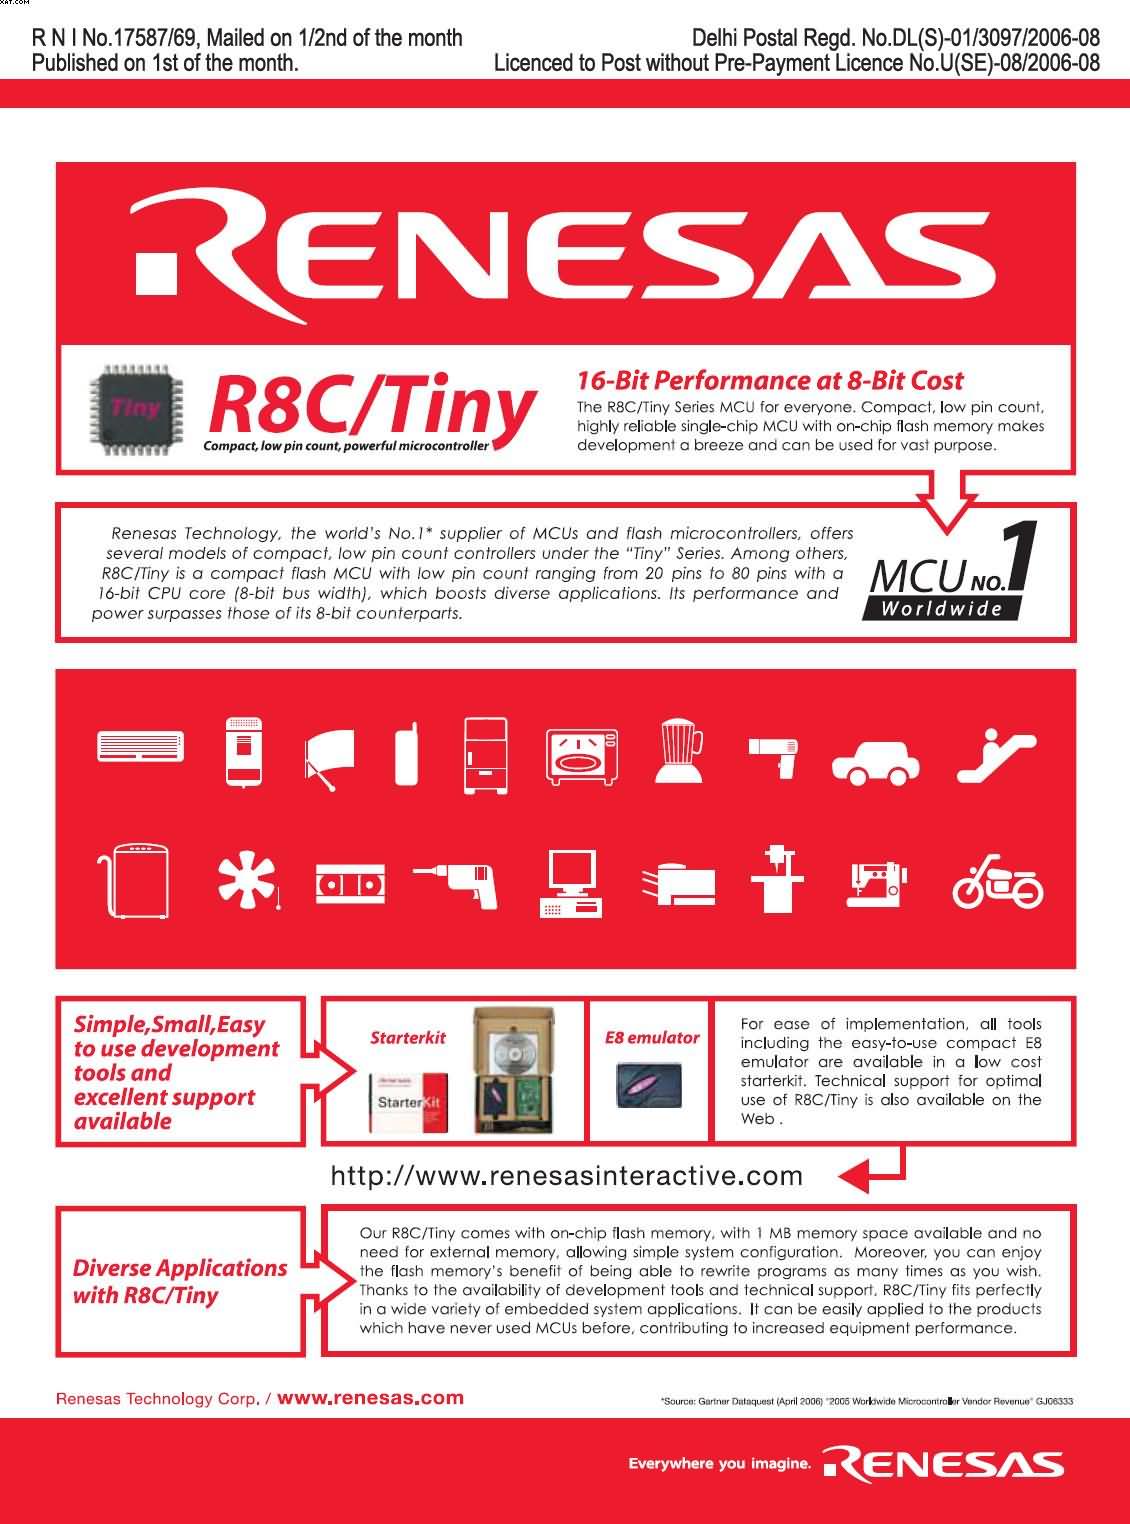 XAT.COM
R N I No.17587/69, Mailed on 1/2nd of the month
Delhi Postal Regd. No.DL(S)-01/3097/2006-08
Published on 1st of the month.
Licenced to Post without Pre-Payment Licence No.U(SE)-08/2006-08
RENESAS
Tiny
R8C/Tiny
Compact, low pin count, powerful microcontroller
16-Bit Performance at 8-Bit Cost
The R8C/Tiny Series MCU for everyone. Compact, low pin count,
highly reliable single-chip MCU with on-chip flash memory makes
development a breeze and can be used for vast purpose.
Renesas Technology, the world's No.1* supplier of MCUs and flash microcontrollers, offers
several models of compact, low pin count controllers under the “Tiny” Series. Among others,
R8C/Tiny is a compact flash MCU with low pin count ranging from 20 pins to 80 pins with a
16-bit CPU core (8-bit bus width), which boosts diverse applications. Its performance and
power surpasses those of its 8-bit counterparts.
MCU NO.1
Worldwide
Simple,Small,Easy
to use development
tools and
excellent support
available
Starterkit
StarterKit
E8 emulator
For ease of implementation, all tools
including the easy-to-use compact E8
emulator are available in a low cost
starterkit. Technical support for optimal
use of R8C/Tiny is also available on the
Web .
http://www.renesasinteractive.com
Diverse Applications
with R8C/Tiny
Our R8C/Tiny comes with on-chip flash memory, with 1 MB memory space available and no
need for external memory, allowing simple system configuration. Moreover, you can enjoy
the flash memory's benefit of being able to rewrite programs as many times as you wish.
Thanks to the availability of development tools and technical support, R8C/Tiny fits perfectly
in a wide variety of embedded system applications. It can be easily applied to the products
which have never used MCUs before, contributing to increased equipment performance.
Renesas Technology Corp. / www.renesas.com
*Source: Gartner Dataquest (April 2006) "2005 Worldwide Microcontroller Vendor Revenue" GJ06333
Everywhere you imagine. RENESAS